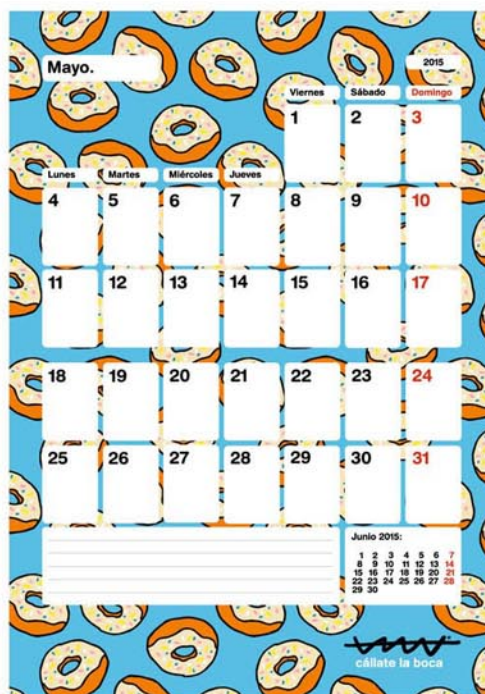 Mayo.
2015
Viernes Sábado Domingo
1 2 3
Lunes Martes Miércoles Jueves
4 5 6 7 8 9 10
11 12 13 14 15 16 17
18 19 20 21 22 23 24
25 26 27 28 29 30 31
Junio 2015:
1 2 3 4 5 6 7
8 9 10 11 12 13 14
15 16 17 18 19 20 21
22 23 24 25 26 27 28
29 30
cállate la boca